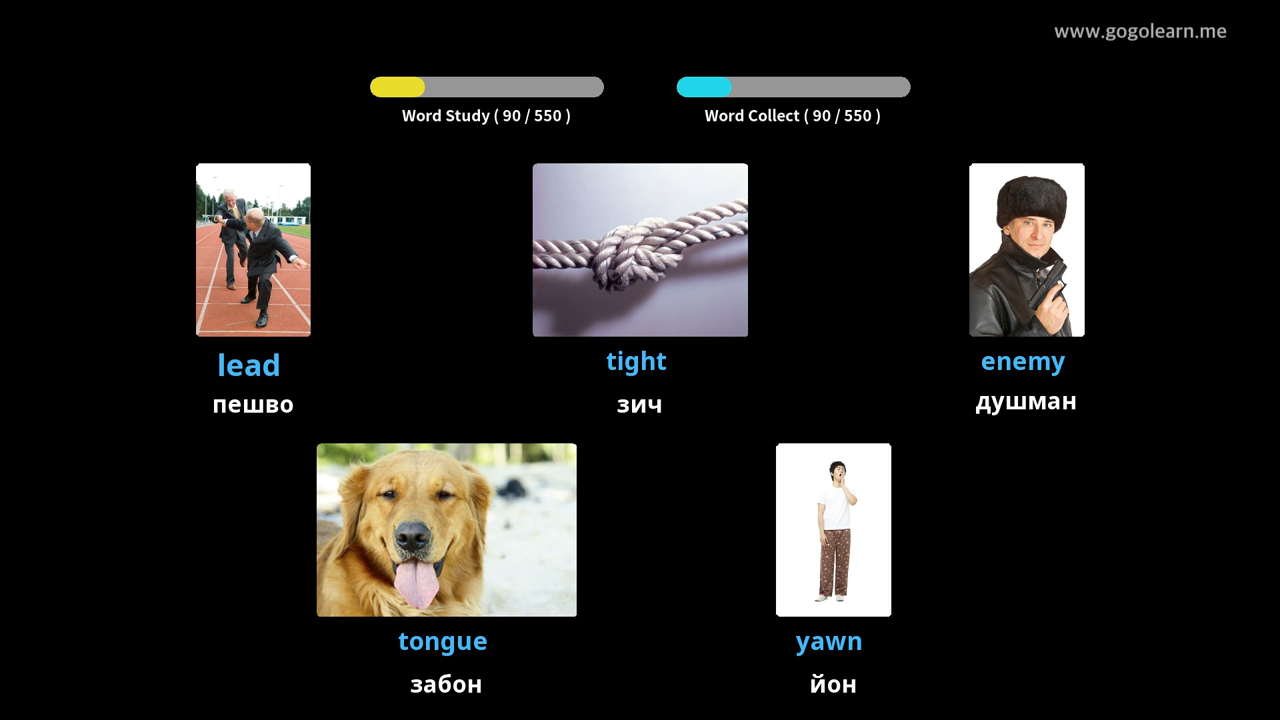 www.gogolearn.me
Word Study ( 90 / 550 )
Word Collect ( 90 / 550 )
lead
пешво
tight
зич
enemy
душман
tongue
забон
yawn
йон